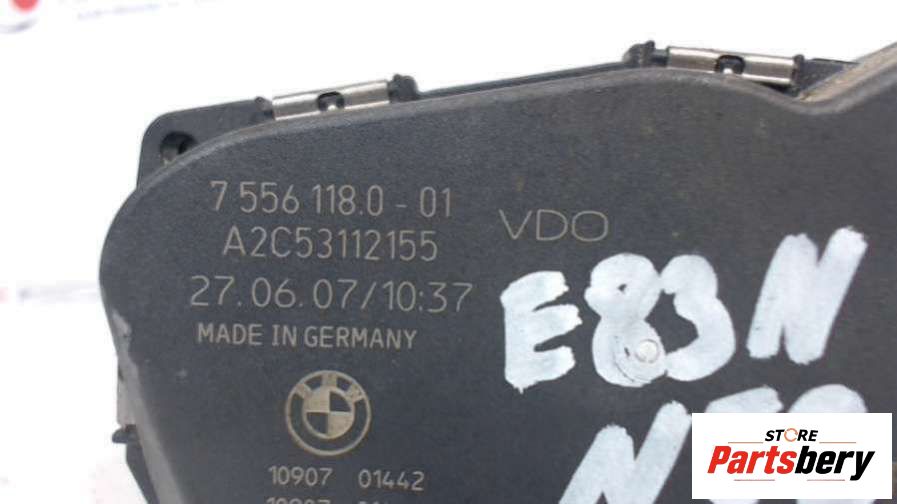 7 556 118.0 - 01
A2C53112155
VDO
27.06.07/10:37
MADE IN GERMANY
E83N
BMW
10907 01442
STORE
Partsbery